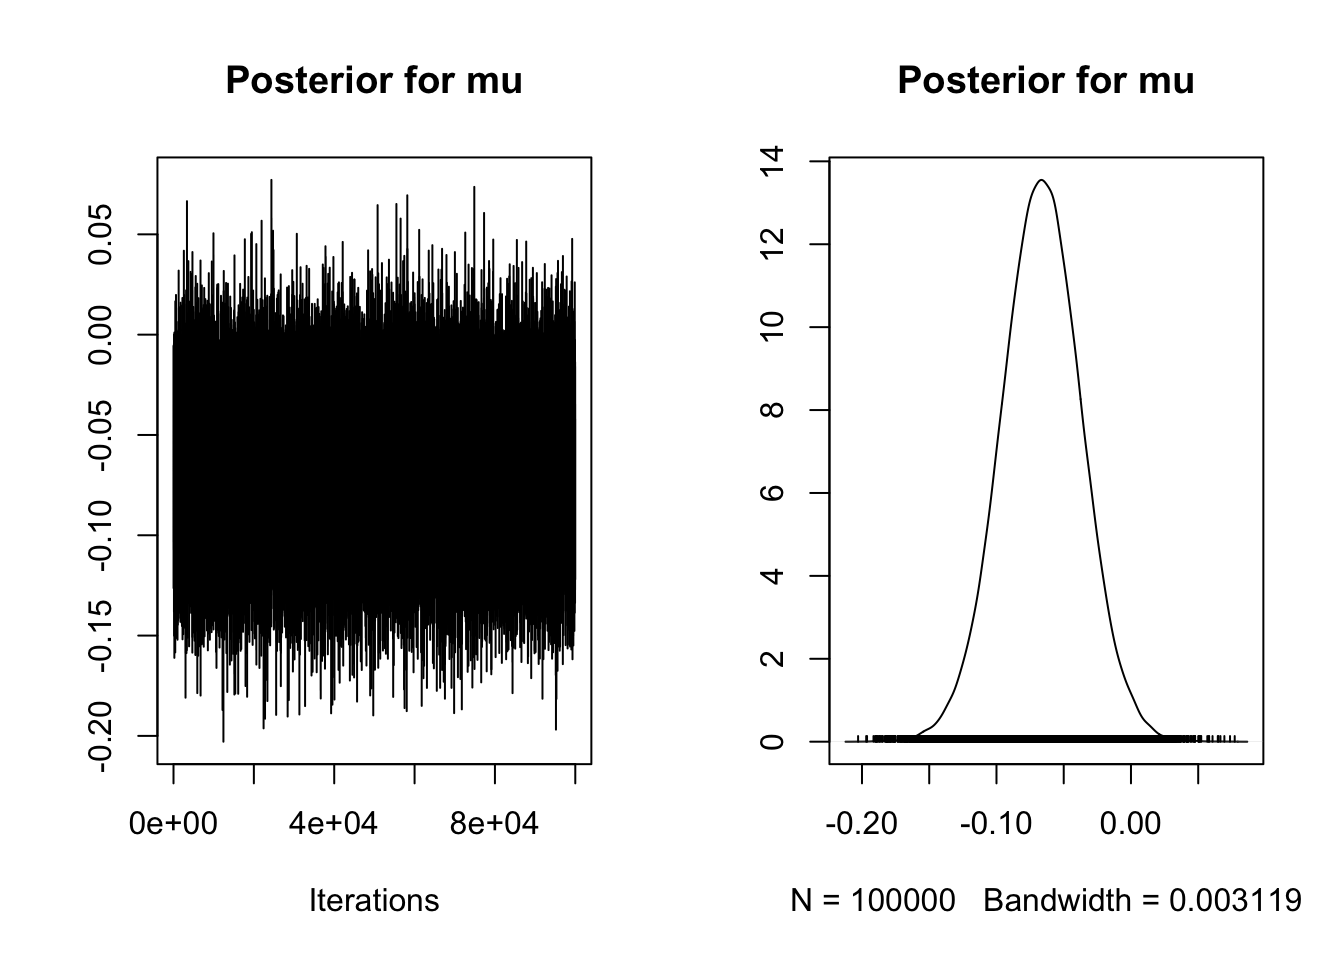 Posterior for mu
0.05
0.00
-0.05
-0.10
-0.15
-0.20
0e+00 4e+04 8e+04
Iterations
Posterior for mu
14
12
10
8
6
4
2
0
-0.20 -0.10 0.00
N = 100000 Bandwidth = 0.003119